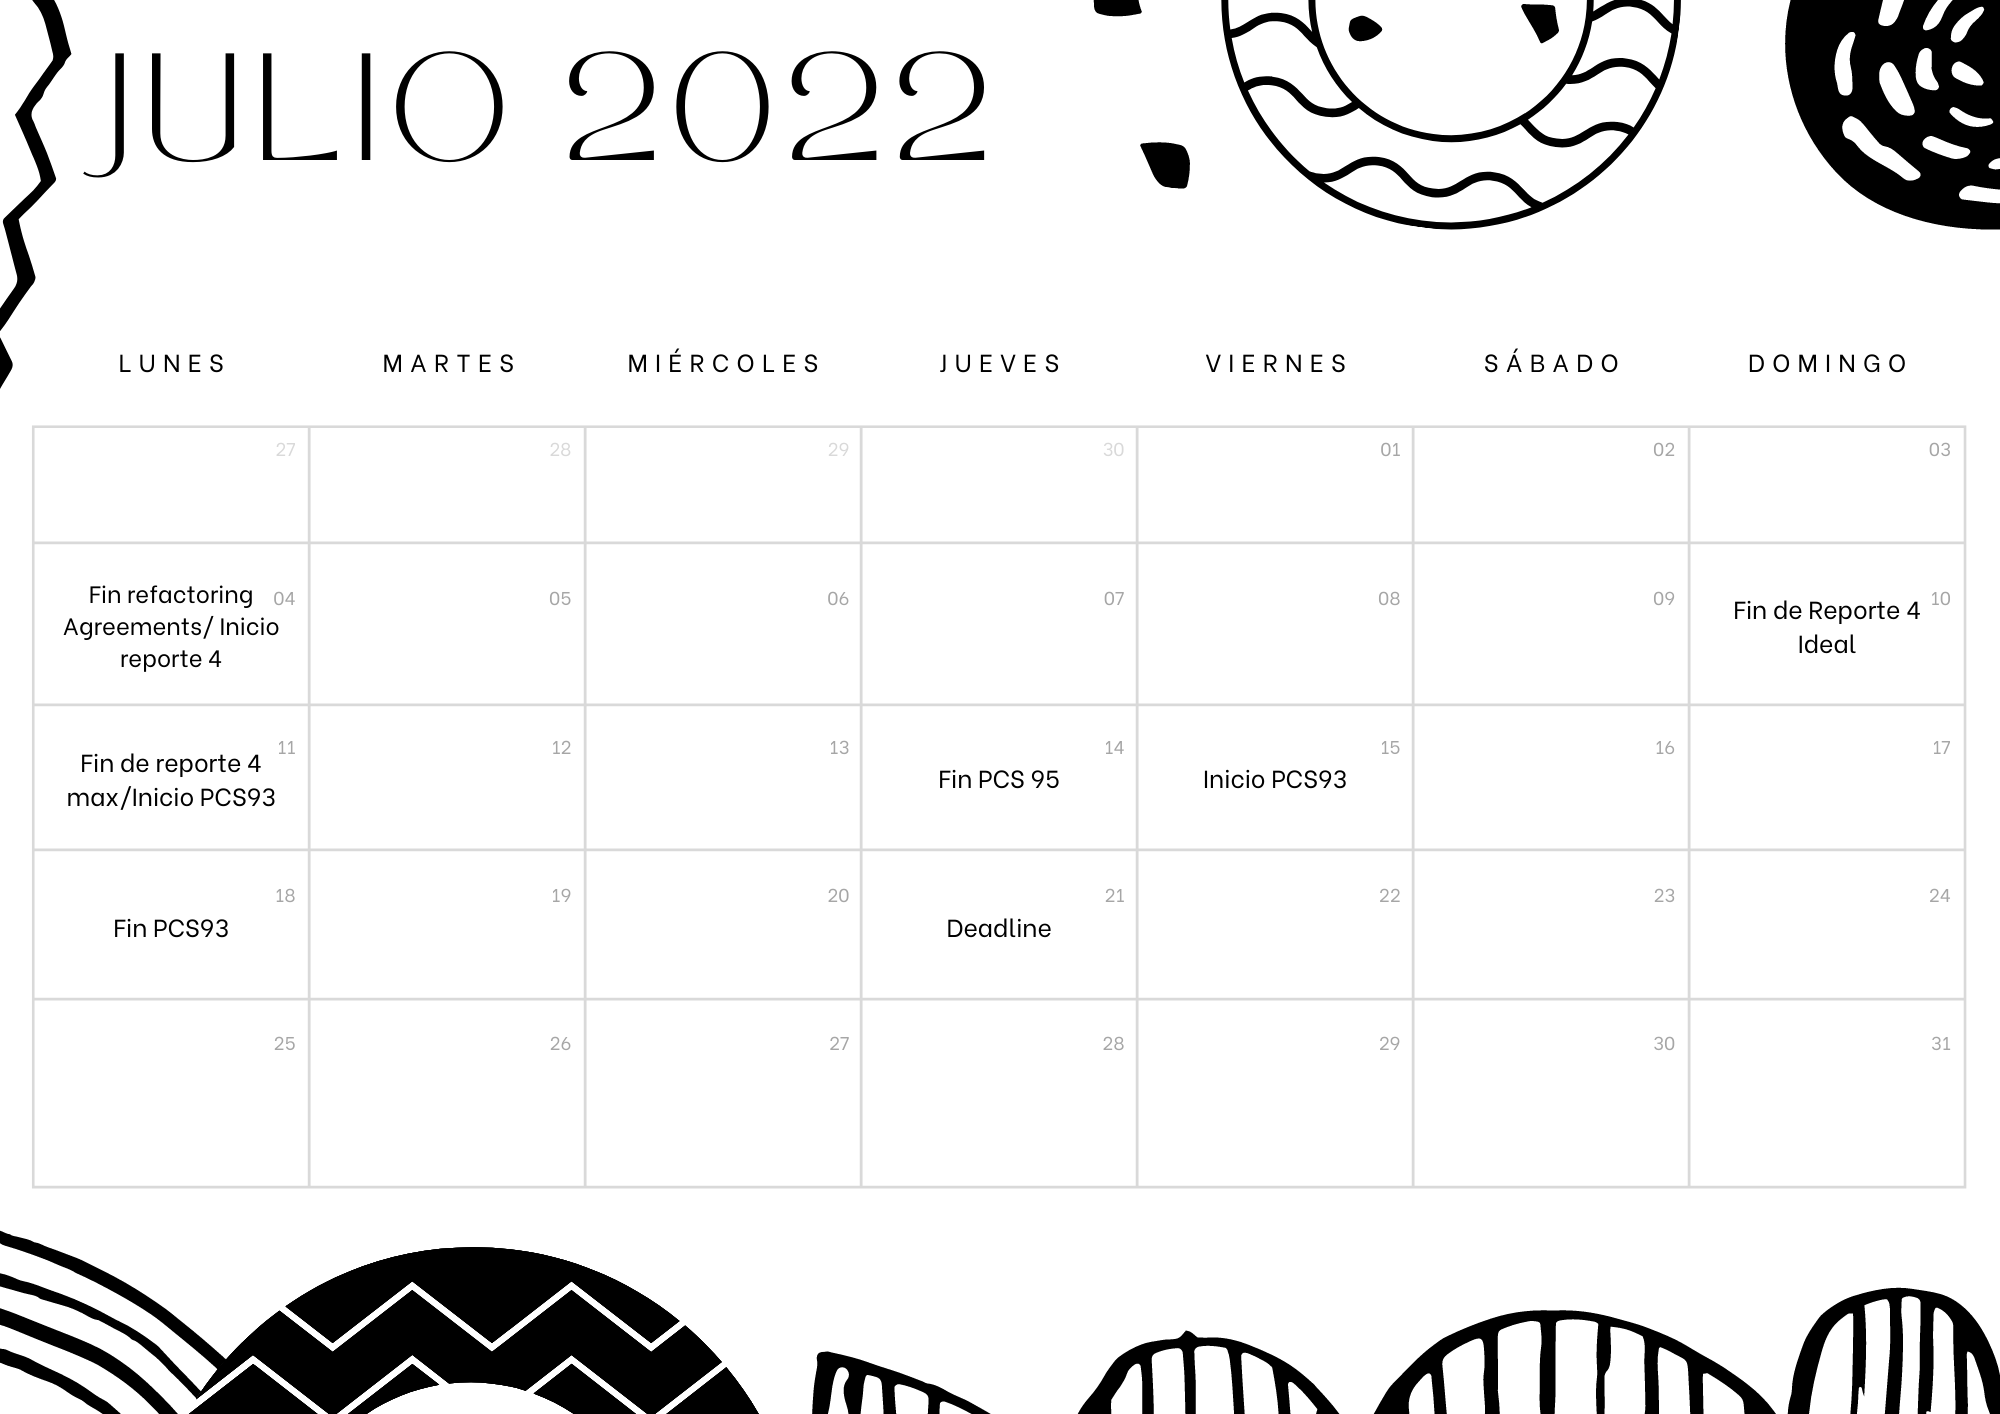 JULIO 2022
LUNES MARTES MIÉRCOLES JUEVES VIERNES SÁBADO DOMINGO
27 28 29 30 01 02 03
Fin refactoring 04 05 06 07 08 09 Fin de Reporte 4 10
Agreements/ Inicio Ideal
reporte 4
Fin de reporte 4 11 12 13 14 15 16 17
max/Inicio PCS93 Fin PCS 95 Inicio PCS93
18 19 20 21 22 23 24
Fin PCS93 Deadline
25 26 27 28 29 30 31